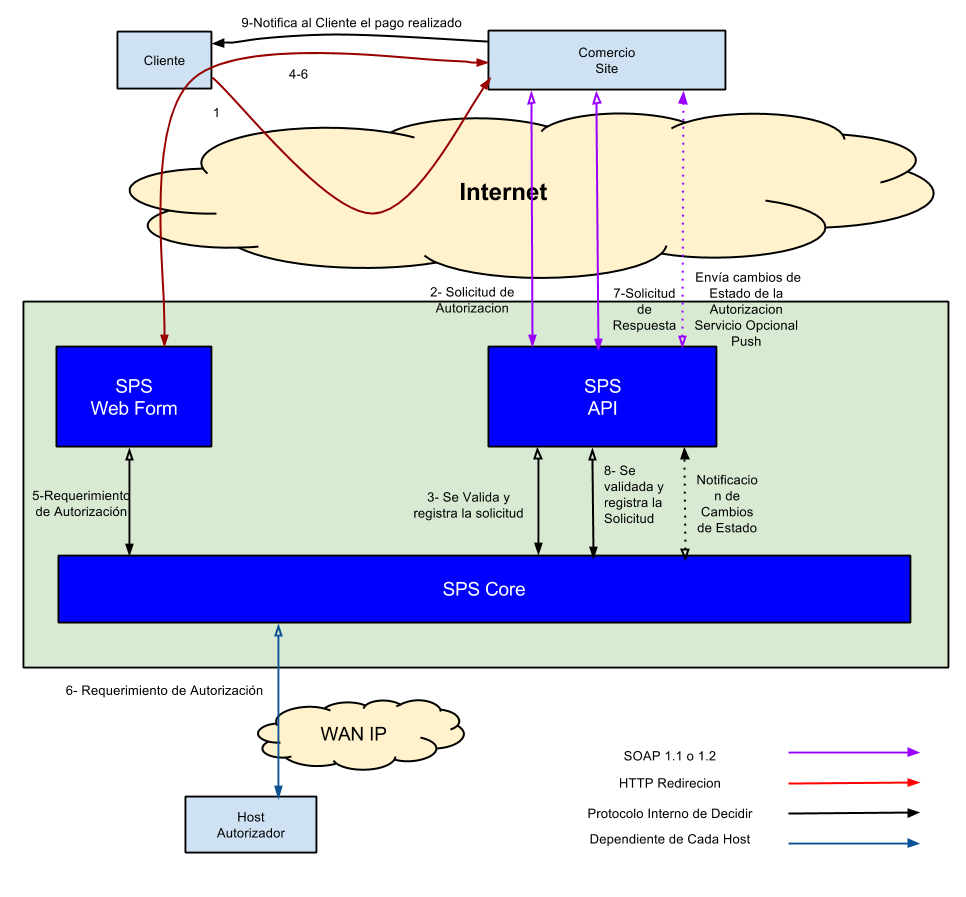 9-Notifica al Cliente el pago realizado
Cliente
Comercio
Site
4-6
1
Internet
2- Solicitud de
Autorizacion
7-Solicitud
de
Respuesta
Envía cambios de
Estado de la
Autorizacion
Servicio Opcional
Push
SPS
Web Form
SPS
API
5-Requerimiento
de Autorización
3- Se Valida y
registra la solicitud
8- Se
validada y
registra la
Solicitud
Notificacio
n de
Cambios
de Estado
SPS Core
6- Requerimiento de Autorización
WAN IP
Host
Autorizador
SOAP 1.1 o 1.2
HTTP Redirecion
Protocolo Interno de Decidir
Dependiente de Cada Host